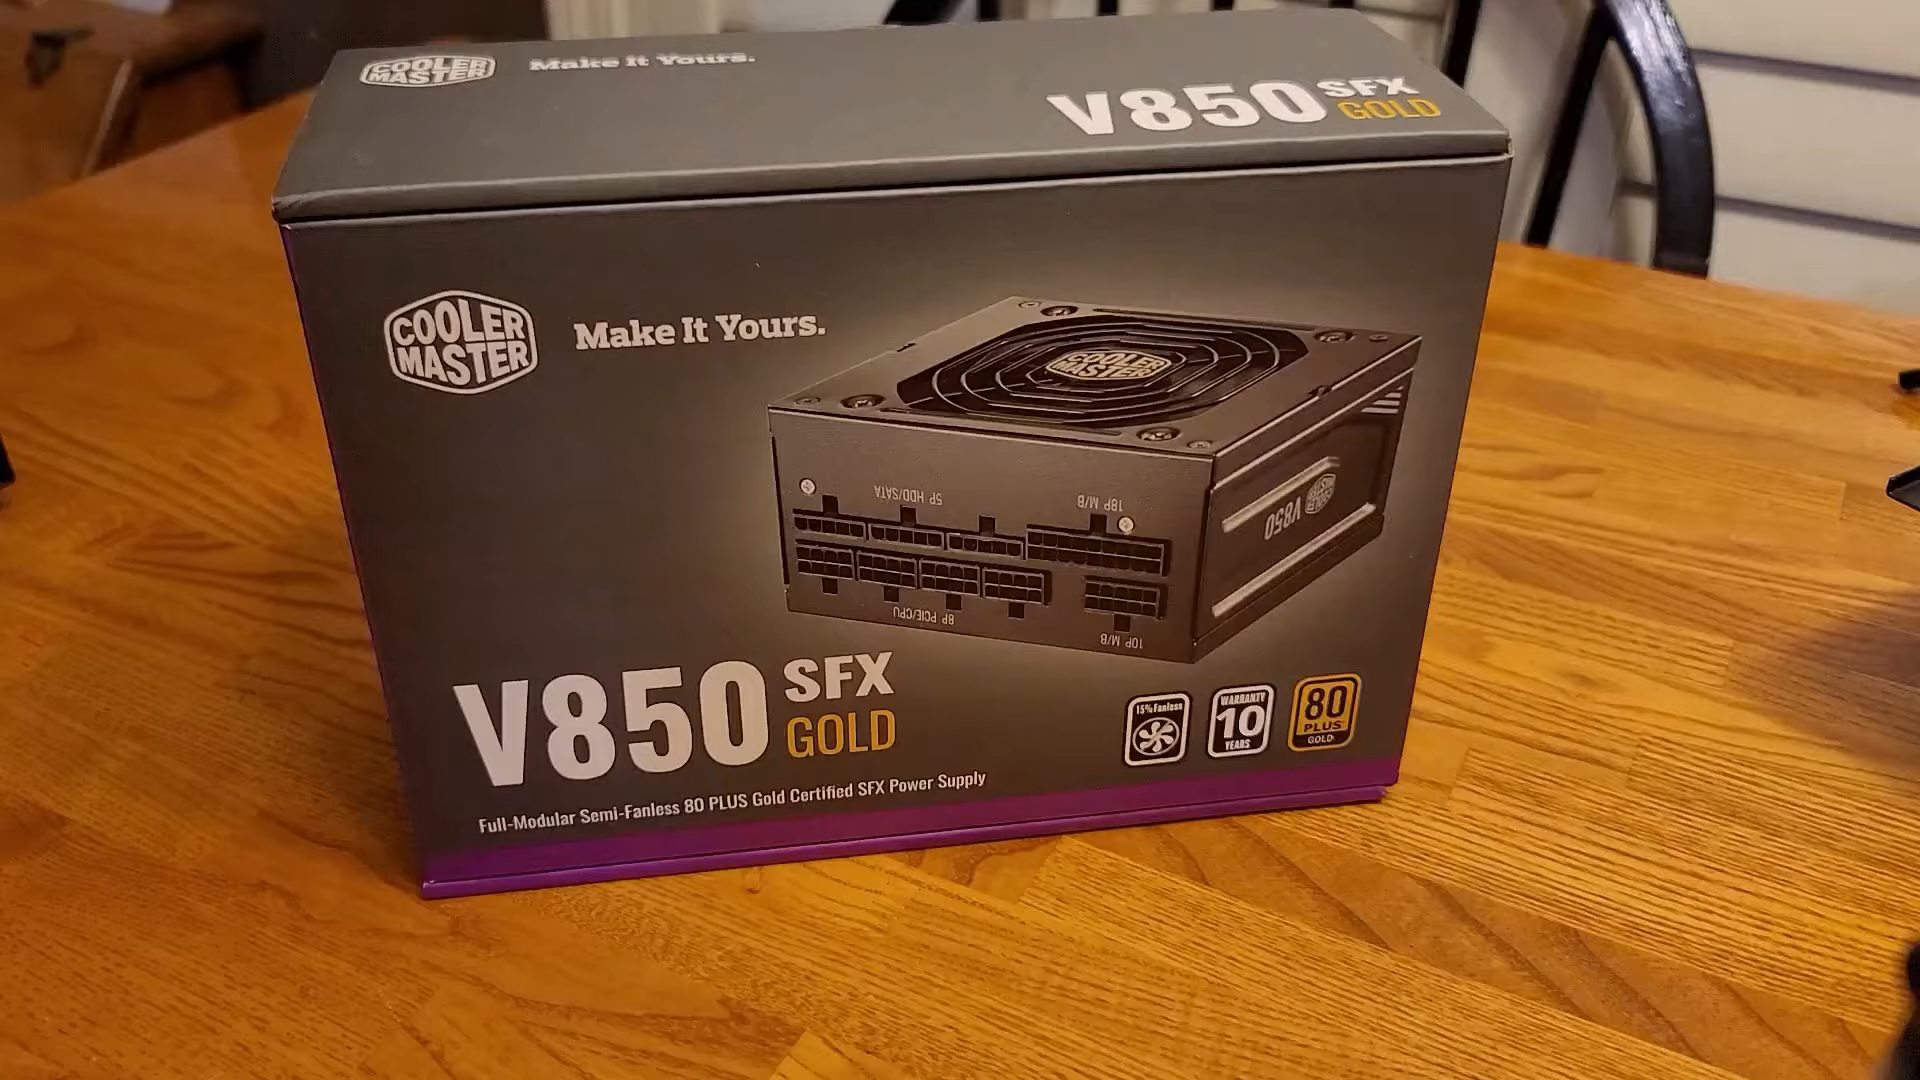 COOLER
MASTER
Make It Yours.
V850 SFX
GOLD
COOLER
MASTER
Make It Yours.
COOLER
MASTER
5P HDD/SATA
18P M/B
8P PCIE/CPU
10P M/B
V850
COOLER
MASTER
V850 SFX
GOLD
15% Fanless
WARRANTY
10
YEARS
80
PLUS
GOLD
Full-Modular Semi-Fanless 80 PLUS Gold Certified SFX Power Supply